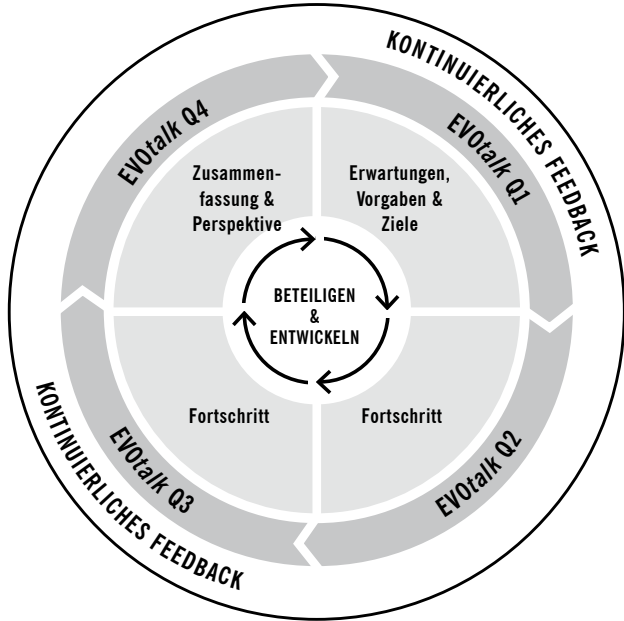 KONTINUIERLICHES FEEDBACK
EVOtalk Q4
EVOtalk Q1
Zusammen-
fassung &
Perspektive
Erwartungen,
Vorgaben &
Ziele
BETEILIGEN
&
ENTWICKELN
Fortschritt
Fortschritt
EVOtalk Q3
EVOtalk Q2
KONTINUIERLICHES FEEDBACK